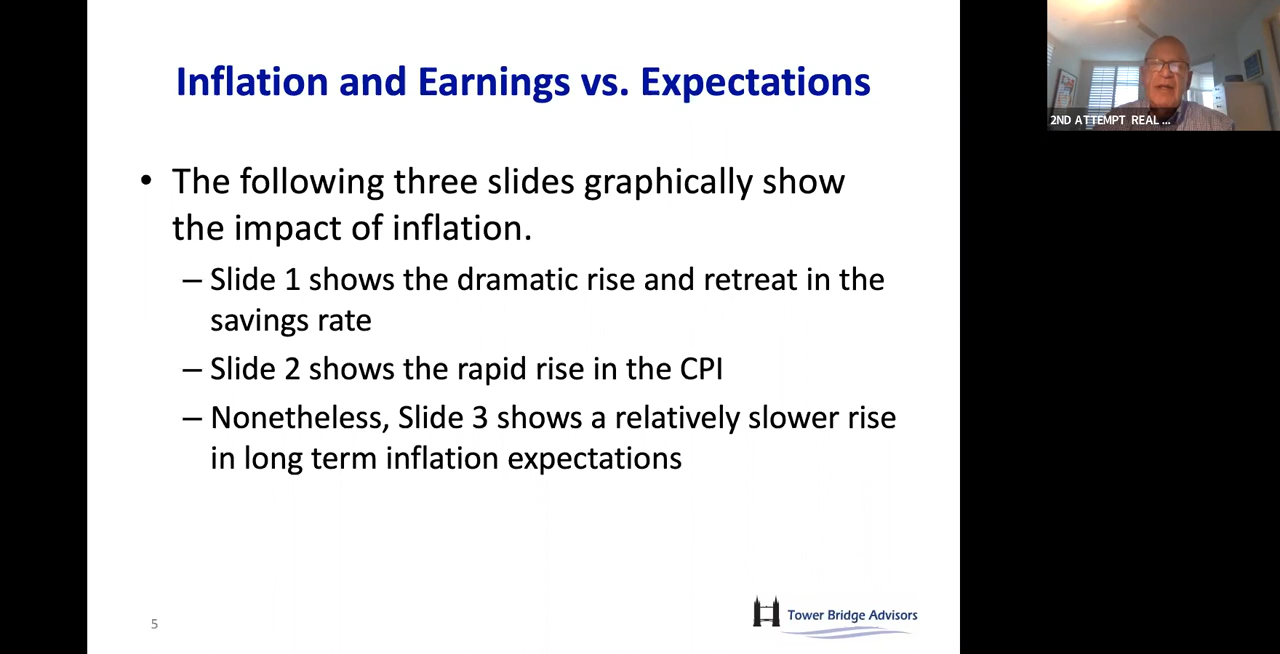 Inflation and Earnings vs. Expectations
• The following three slides graphically show
the impact of inflation.
– Slide 1 shows the dramatic rise and retreat in the
savings rate
– Slide 2 shows the rapid rise in the CPI
– Nonetheless, Slide 3 shows a relatively slower rise
in long term inflation expectations
5
Tower Bridge Advisors
2ND ATTEMPT REAL ...